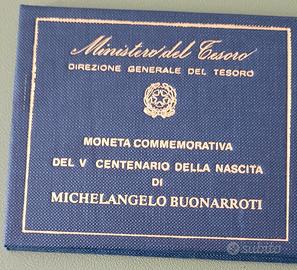 Ministero del Tesoro
DIREZIONE GENERALE DEL TESORO
MONETA COMMEMORATIVA
DEL V CENTENARIO DELLA NASCITA
DI
MICHELANGELO BUONARROTI
subito